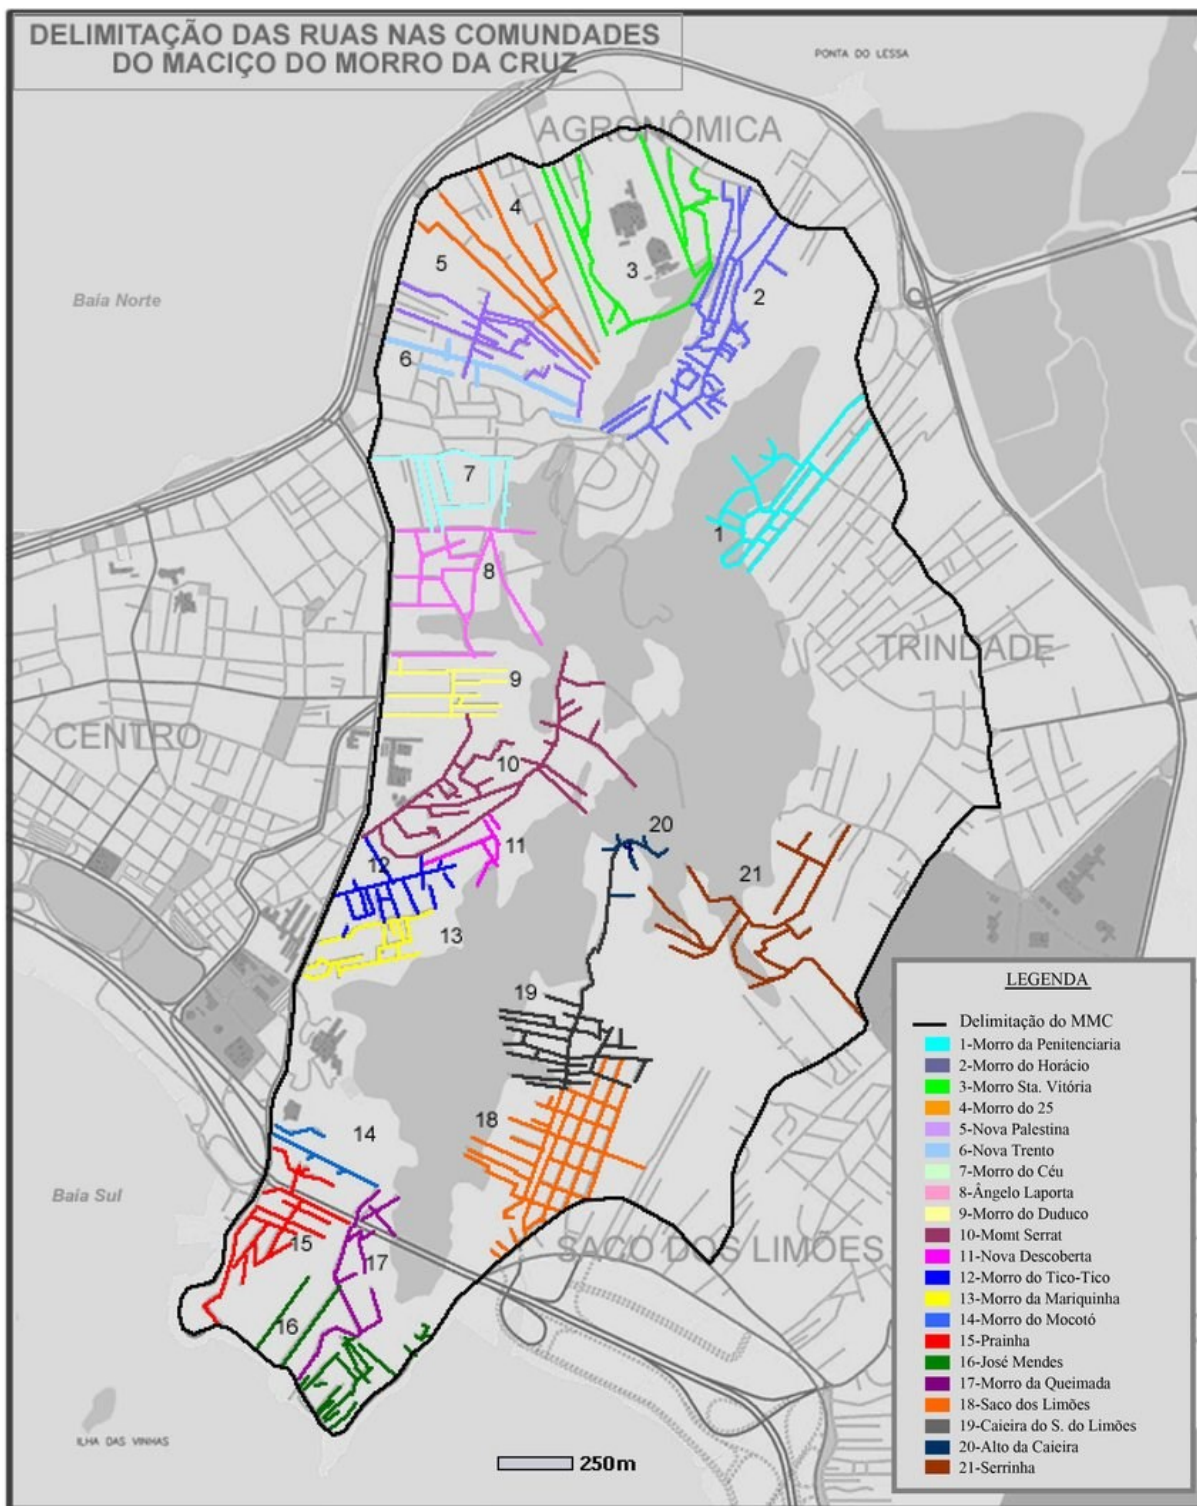 DELIMITAÇÃO DAS RUAS NAS COMUNDADES
DO MACIÇO DO MORRO DA CRUZ
PONTA DO LESSA
AGRONÔMICA
4
3
5
2
Baía Norte
6
7
1
8
TRINDADE
9
CENTRO
10
20
11
12
21
13
19
18
14
Baía Sul
SACO DOS LIMÕES
15
17
16
ILHA DAS VINHAS
250m
LEGENDA
Delimitação do MMC
1-Morro da Penitenciaria
2-Morro do Horácio
3-Morro Sta. Vitória
4-Morro do 25
5-Nova Palestina
6-Nova Trento
7-Morro do Céu
8-Ângelo Laporta
9-Morro do Duduco
10-Momt Serrat
11-Nova Descoberta
12-Morro do Tico-Tico
13-Morro da Mariquinha
14-Morro do Mocotó
15-Prainha
16-José Mendes
17-Morro da Queimada
18-Saco dos Limões
19-Caieira do S. do Limões
20-Alto da Caieira
21-Serrinha